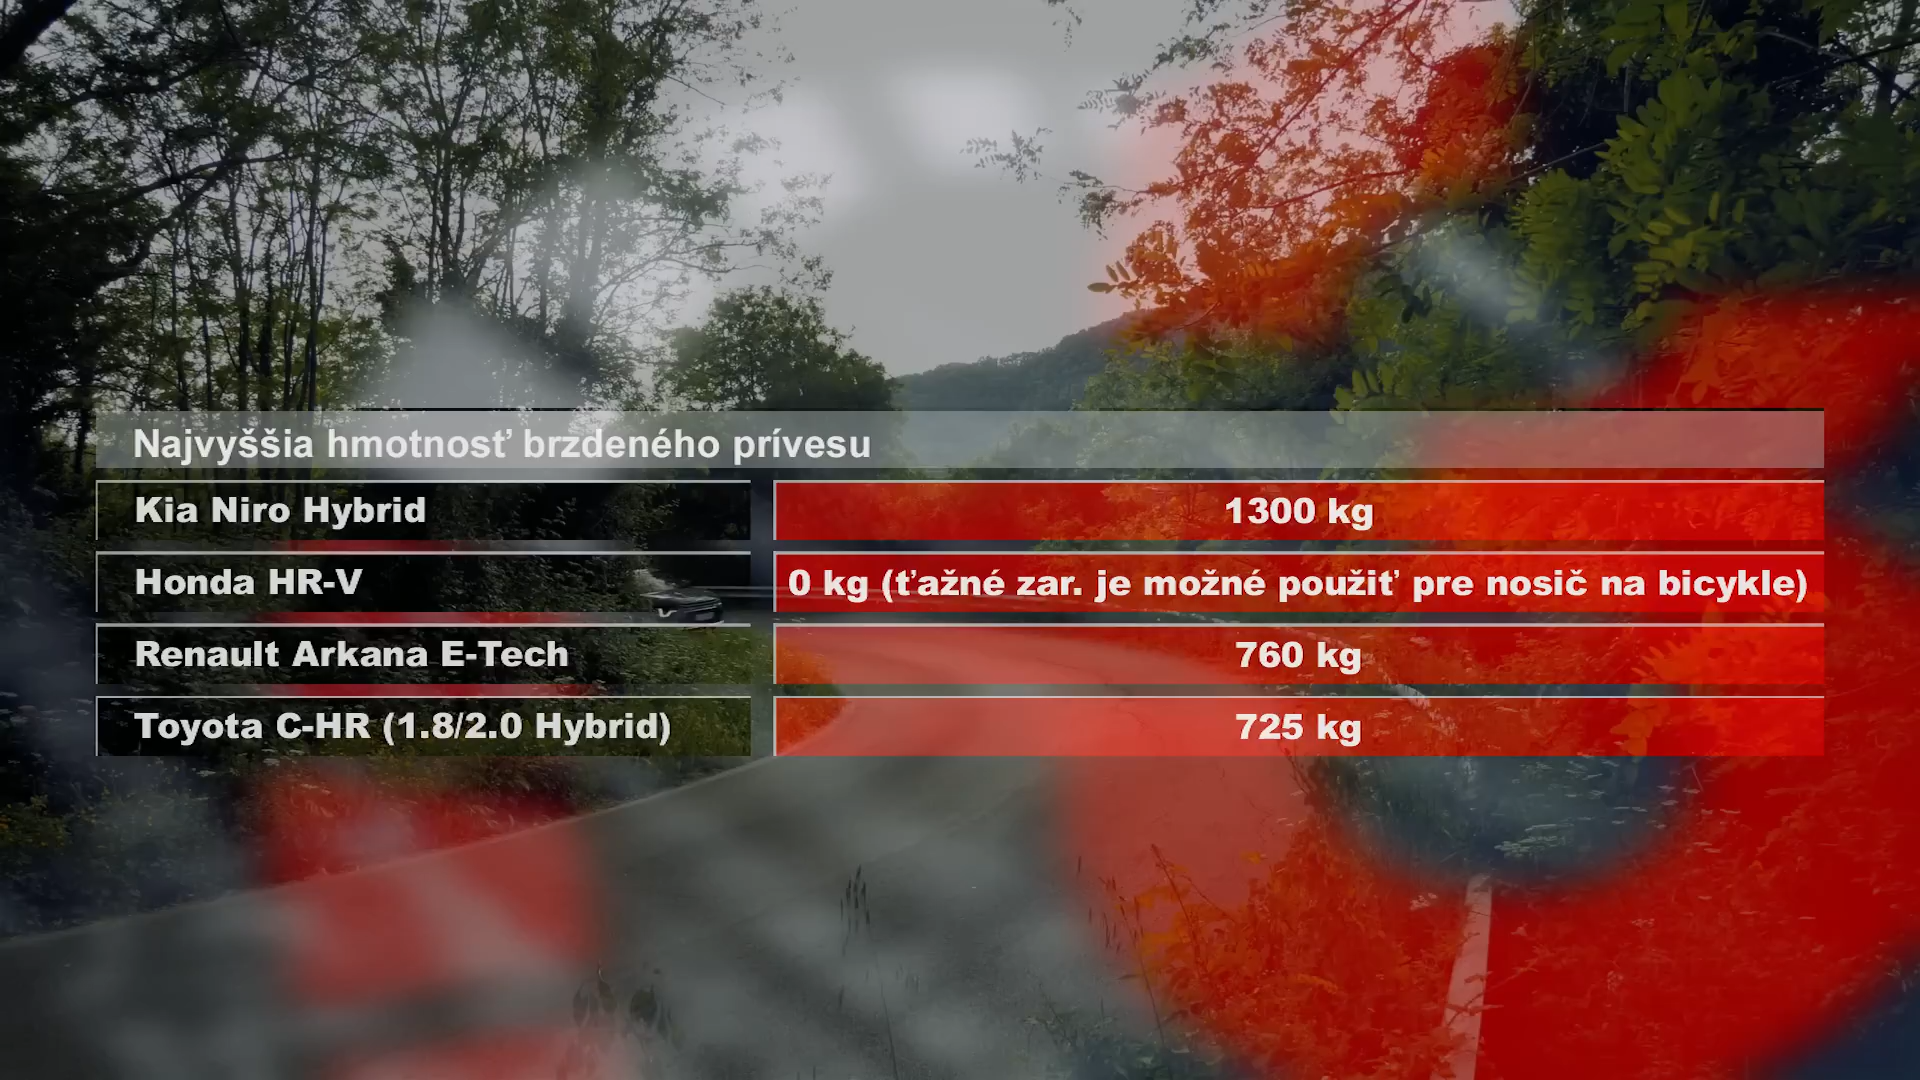 Najvyššia hmotnosť brzdeného prívesu
Kia Niro Hybrid 1300 kg
Honda HR-V 0 kg (ťažné zar. je možné použiť pre nosič na bicykle)
Renault Arkana E-Tech 760 kg
Toyota C-HR (1.8/2.0 Hybrid) 725 kg